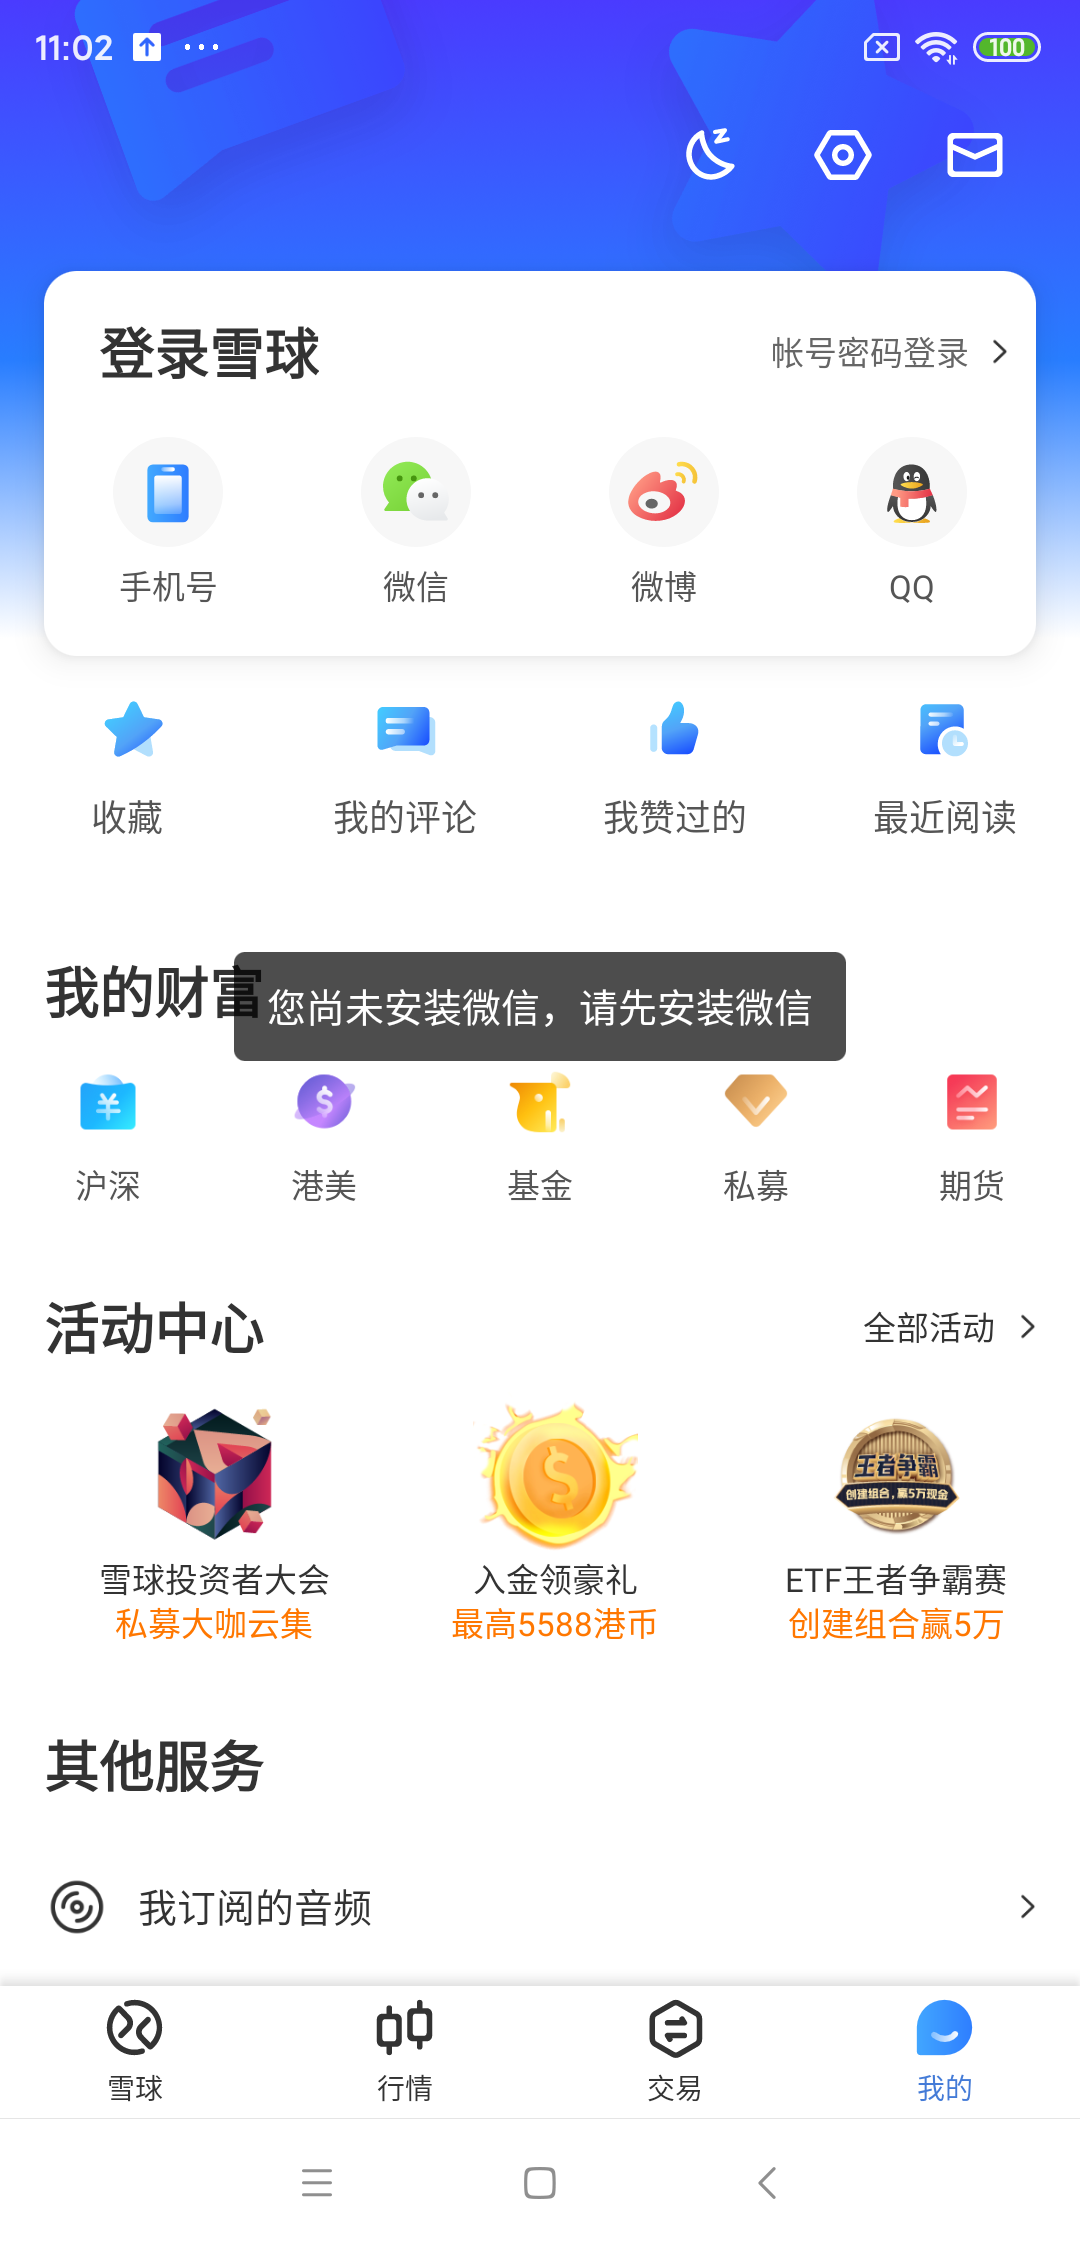 11:02
100
登录雪球
帐号密码登录
手机号
微信
微博
QQ
收藏
我的评论
我赞过的
最近阅读
我的财富
您尚未安装微信，请先安装微信
沪深
港美
基金
私募
期货
活动中心
全部活动
王者争霸
创建组合，赢5万现金
雪球投资者大会
入金领豪礼
ETF王者争霸赛
私募大咖云集
最高5588港币
创建组合赢5万
其他服务
我订阅的音频
雪球
行情
交易
我的